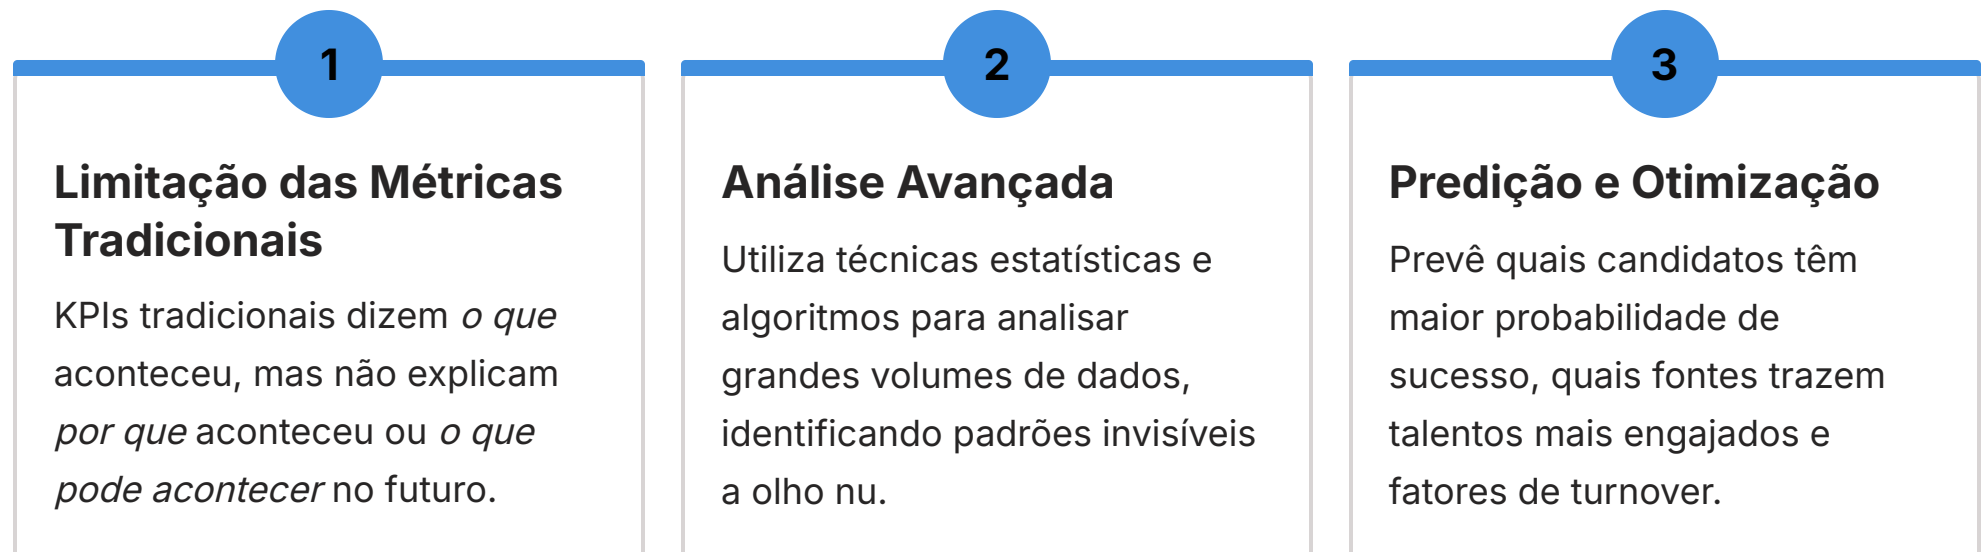 1
Limitação das Métricas
Tradicionais
KPIs tradicionais dizem o que
aconteceu, mas não explicam
por que aconteceu ou o que
pode acontecer no futuro.
2
Análise Avançada
Utiliza técnicas estatísticas e
algoritmos para analisar
grandes volumes de dados,
identificando padrões invisíveis
a olho nu.
3
Predição e Otimização
Prevê quais candidatos têm
maior probabilidade de
sucesso, quais fontes trazem
talentos mais engajados e
fatores de turnover.